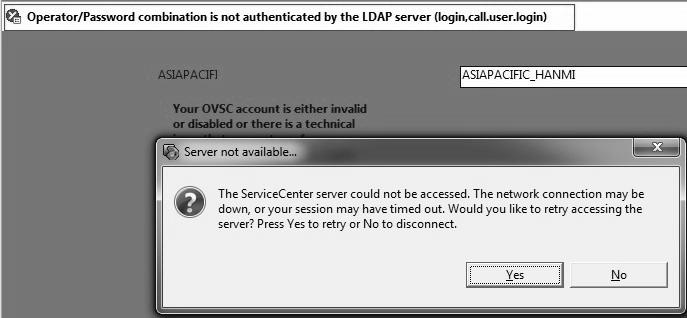 Operator/Password combination is not authenticated by the LDAP server (login,call.user.login)
ASIAPACIFI
ASIAPACIFIC_HANMI
Your OVSC account is either invalid
or disabled or there is a technical
Server not available...
The ServiceCenter server could not be accessed. The network connection may be
down, or your session may have timed out. Would you like to retry accessing the
server? Press Yes to retry or No to disconnect.
Yes
No